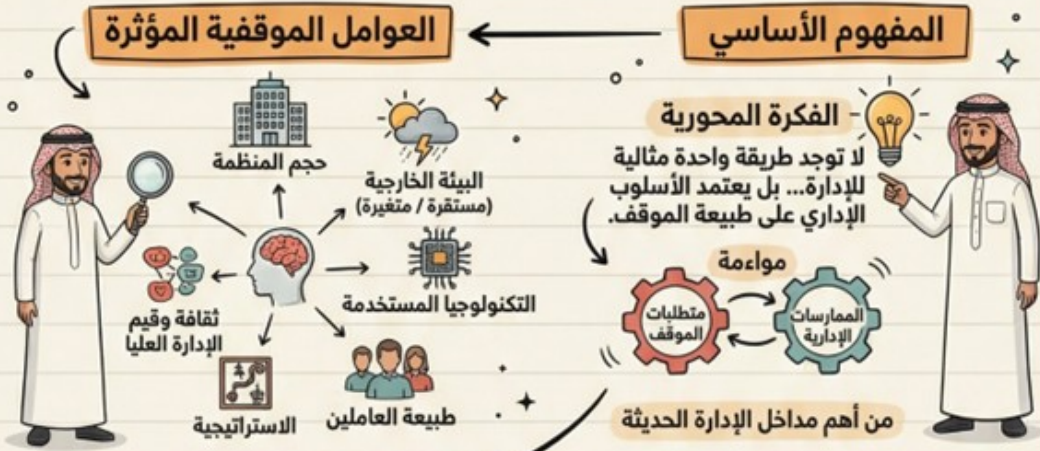 المفهوم الأساسي
الفكرة المحورية
لا توجد طريقة واحدة مثالية
للإدارة... بل يعتمد الأسلوب
الإداري على طبيعة الموقف.
مواءمة
الممارسات
الإدارية
متطلبات
الموقف
من أهم مداخل الإدارة الحديثة
العوامل الموقفية المؤثرة
حجم المنظمة
البيئة الخارجية
(مستقرة / متغيرة)
التكنولوجيا المستخدمة
طبيعة العاملين
الاستراتيجية
ثقافة وقيم
الإدارة العليا